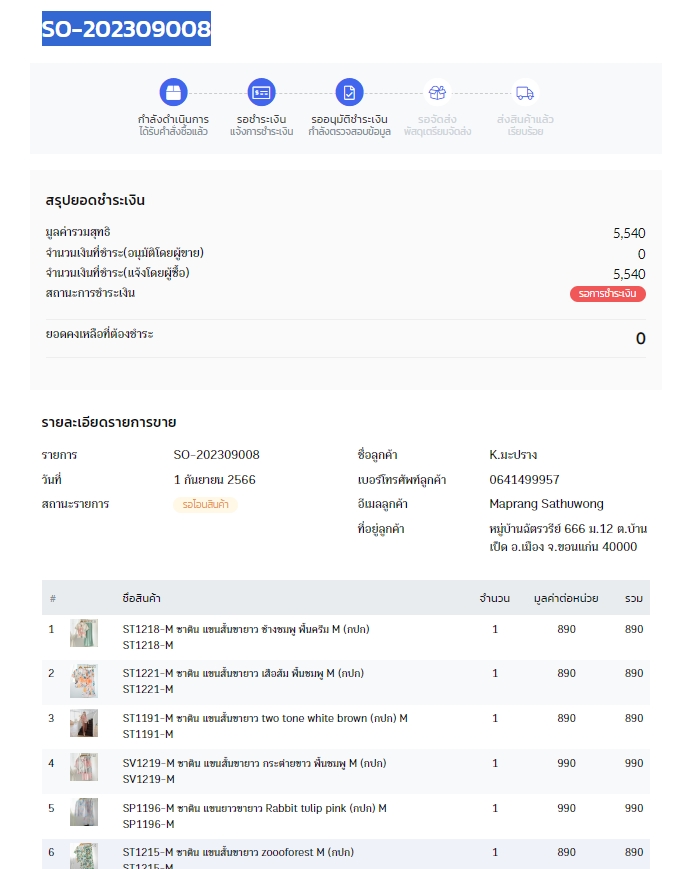 SO-202309008
กำลังดำเนินการ
ได้รับคำสั่งซื้อแล้ว
รอชำระเงิน
แจ้งการชำระเงิน
รออนุมัติชำระเงิน
กำลังตรวจสอบข้อมูล
รอจัดส่ง
พัสดุเตรียมจัดส่ง
ส่งสินค้าแล้ว
เรียบร้อย
สรุปยอดชำระเงิน
มูลค่ารวมสุทธิ 5,540
จำนวนเงินที่ชำระ(อนุมัติโดยผู้ขาย) 0
จำนวนเงินที่ชำระ(แจ้งโดยผู้ซื้อ) 5,540
สถานะการชำระเงิน รอการชำระเงิน
ยอดคงเหลือที่ต้องชำระ 0
รายละเอียดรายการขาย
รายการ SO-202309008
วันที่ 1 กันยายน 2566
สถานะรายการ รอโอนสินค้า
ชื่อลูกค้า K.มะปราง
เบอร์โทรศัพท์ลูกค้า 0641499957
อีเมลลูกค้า Maprang Sathuwong
ที่อยู่ลูกค้า หมู่บ้านฉัตรวรีย์ 666 ม.12 ต.บ้าน
เป็ด อ.เมือง จ.ขอนแก่น 40000
# ชื่อสินค้า จำนวน มูลค่าต่อหน่วย รวม
1 ST1218-M ซาติน แขนสั้นขายาว ช้างชมพู พื้นครีม M (กปก) 1 890 890
ST1218-M
2 ST1221-M ซาติน แขนสั้นขายาว เสือส้ม พื้นชมพู M (กปก) 1 890 890
ST1221-M
3 ST1191-M ซาติน แขนสั้นขายาว two tone white brown (กปก) M 1 890 890
ST1191-M
4 SV1219-M ซาติน แขนสั้นขายาว กระต่ายขาว พื้นชมพู M (กปก) 1 990 990
SV1219-M
5 SP1196-M ซาติน แขนยาวขายาว Rabbit tulip pink (กปก) M 1 990 990
SP1196-M
6 ST1215-M ซาติน แขนสั้นขายาว zoooforest M (กปก) 1 890 890
ST1215-M